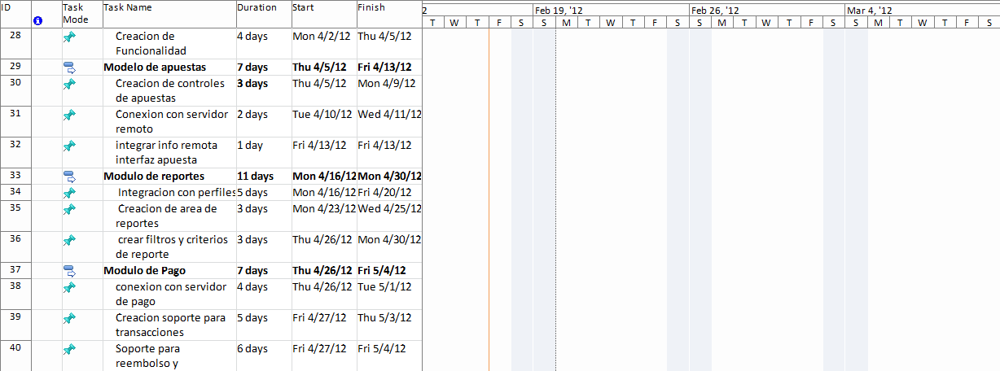 ID Task Mode Task Name Duration Start Finish 2 Feb 19, '12 Feb 26, '12 Mar 4, '12
T W T F S S M T W T F S S M T W T F S S M T W T F S
28 Creacion de Funcionalidad 4 days Mon 4/2/12 Thu 4/5/12
29 Modelo de apuestas 7 days Thu 4/5/12 Fri 4/13/12
30 Creacion de controles de apuestas 3 days Thu 4/5/12 Mon 4/9/12
31 Conexion con servidor remoto 2 days Tue 4/10/12 Wed 4/11/12
32 integrar info remota interfaz apuesta 1 day Fri 4/13/12 Fri 4/13/12
33 Modulo de reportes 11 days Mon 4/16/12 Mon 4/30/12
34 Integracion con perfiles 5 days Mon 4/16/12 Fri 4/20/12
35 Creacion de area de reportes 3 days Mon 4/23/12 Wed 4/25/12
36 crear filtros y criterios de reporte 3 days Thu 4/26/12 Mon 4/30/12
37 Modulo de Pago 7 days Thu 4/26/12 Fri 5/4/12
38 conexion con servidor de pago 4 days Thu 4/26/12 Tue 5/1/12
39 Creacion soporte para transacciones 5 days Fri 4/27/12 Thu 5/3/12
40 Soporte para reembolso y 6 days Fri 4/27/12 Fri 5/4/12